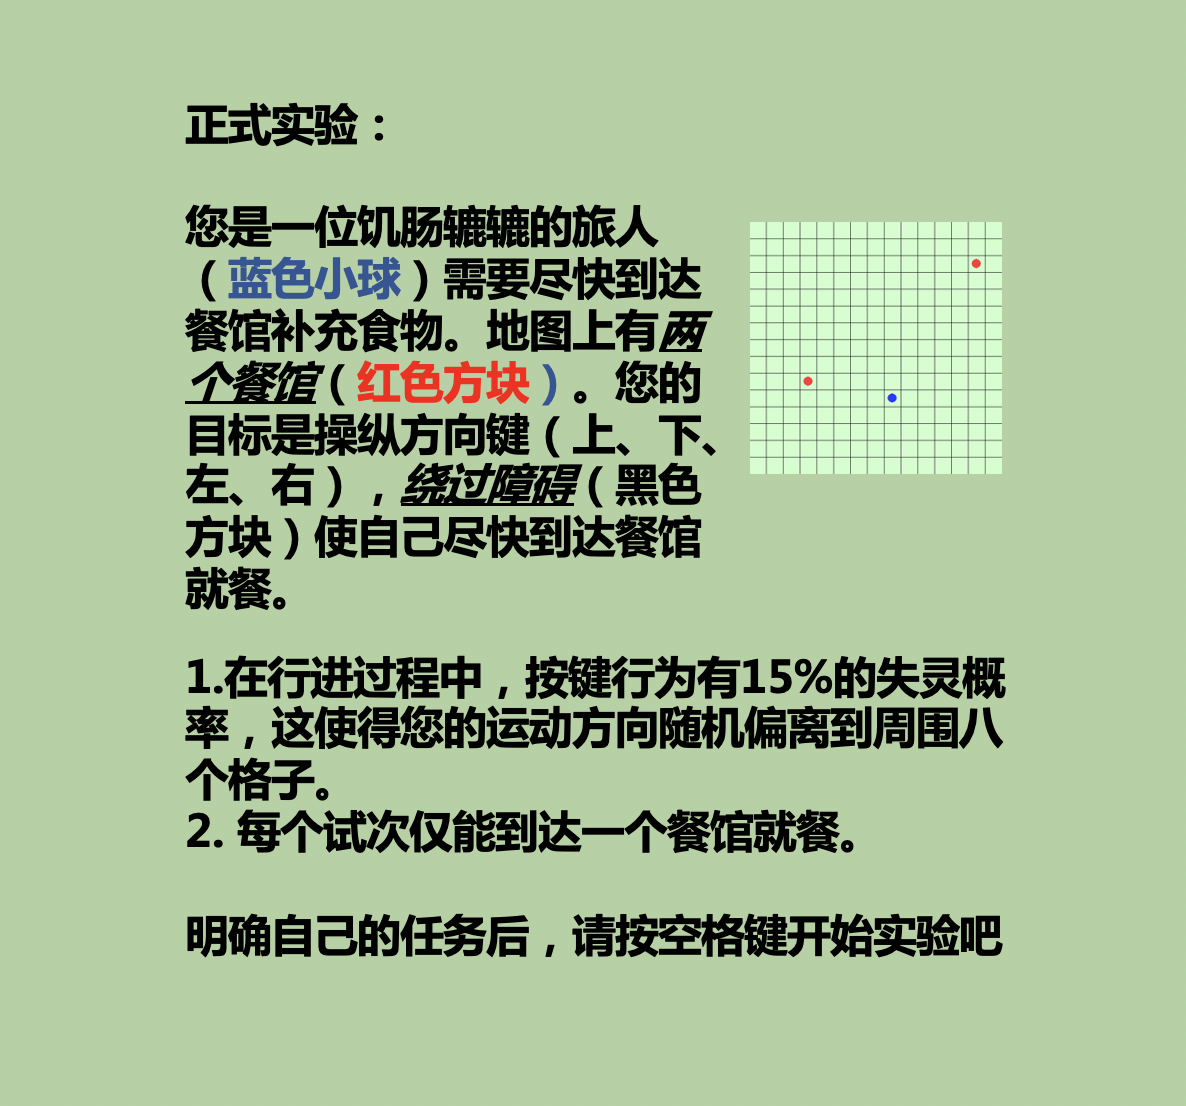 正式实验：
您是一位饥肠辘辘的旅人
（蓝色小球）需要尽快到达
餐馆补充食物。地图上有两
个餐馆（红色方块）。您的
目标是操纵方向键（上、下、
左、右），绕过障碍（黑色
方块）使自己尽快到达餐馆
就餐。
1.在行进过程中，按键行为有15%的失灵概
率，这使得您的运动方向随机偏离到周围八
个格子。
2. 每个试次仅能到达一个餐馆就餐。
明确自己的任务后，请按空格键开始实验吧